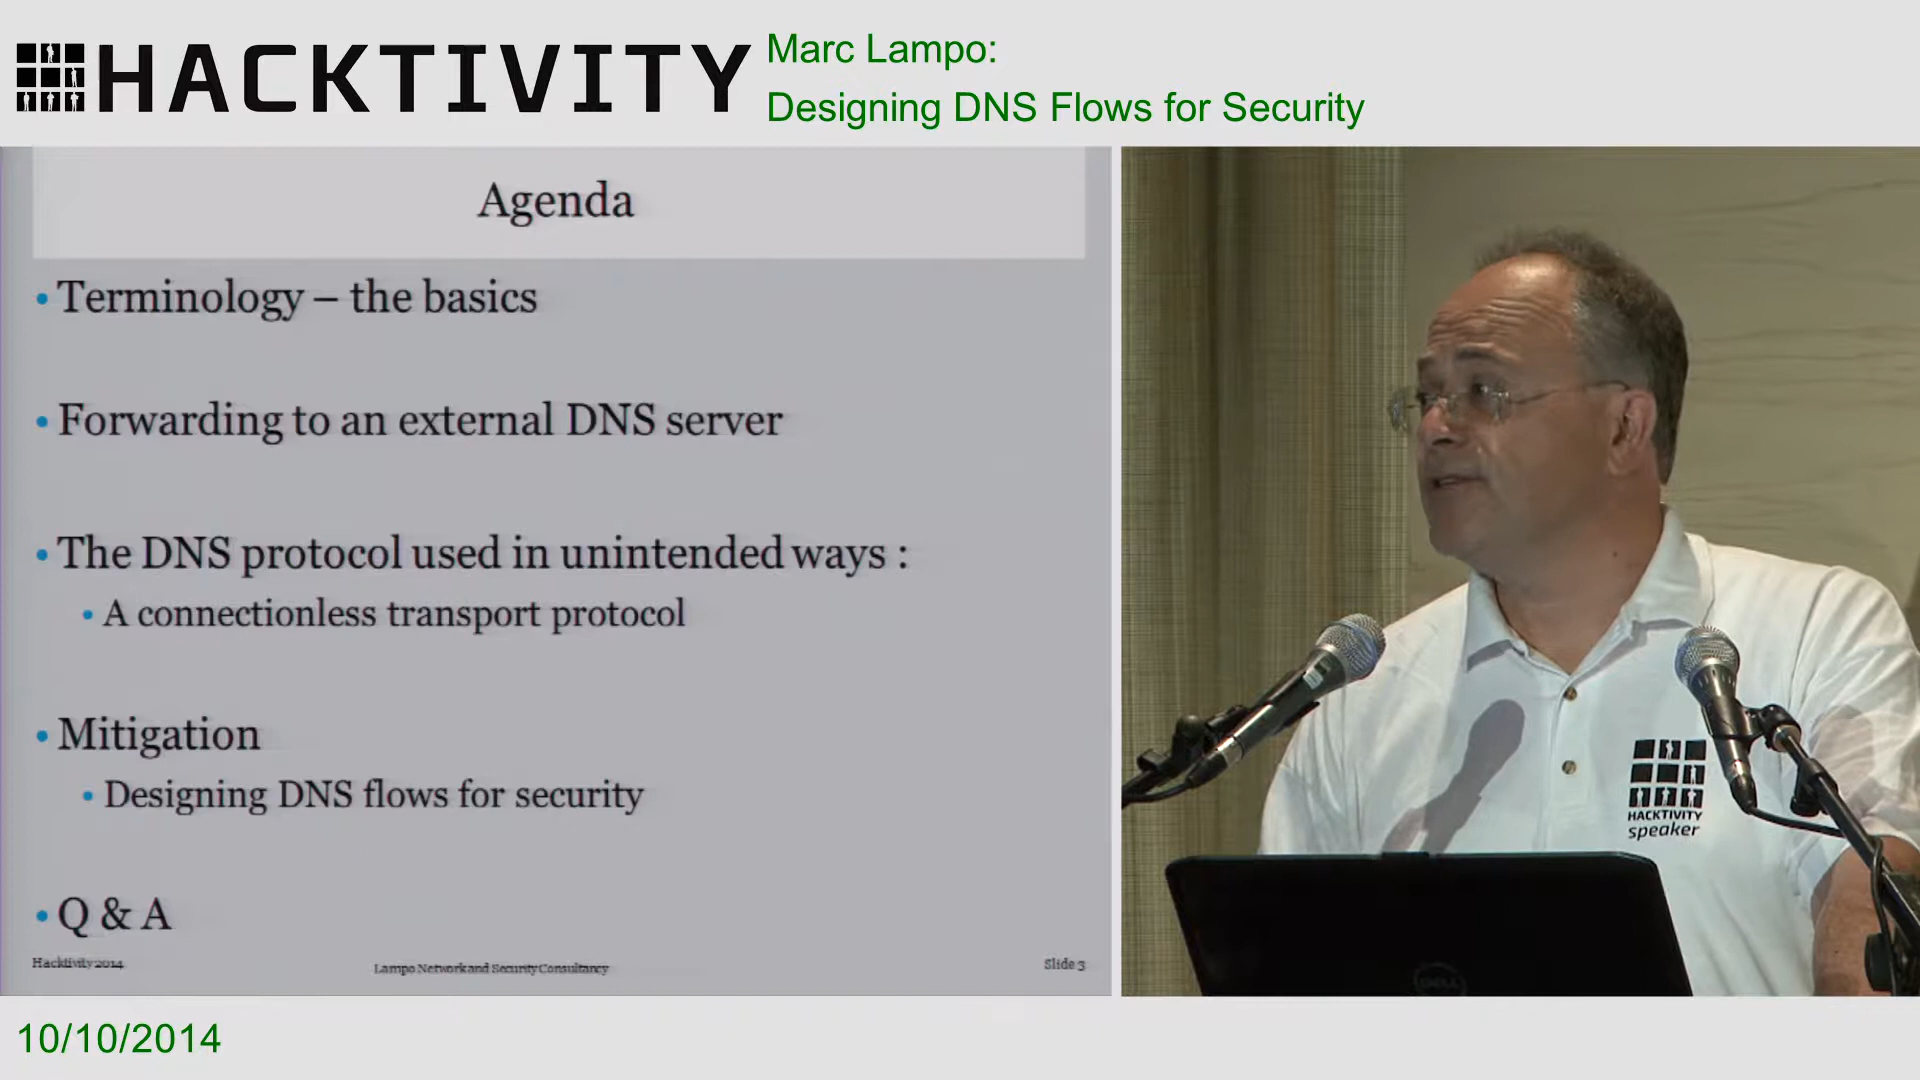 HACKTIVITY
Marc Lampo:
Designing DNS Flows for Security
Agenda
• Terminology – the basics
• Forwarding to an external DNS server
• The DNS protocol used in unintended ways :
• A connectionless transport protocol
• Mitigation
• Designing DNS flows for security
• Q & A
Hacktivity 2014
Lampo Network and Security Consultancy
Slide 3
HACKTIVITY
speaker
DELL
10/10/2014